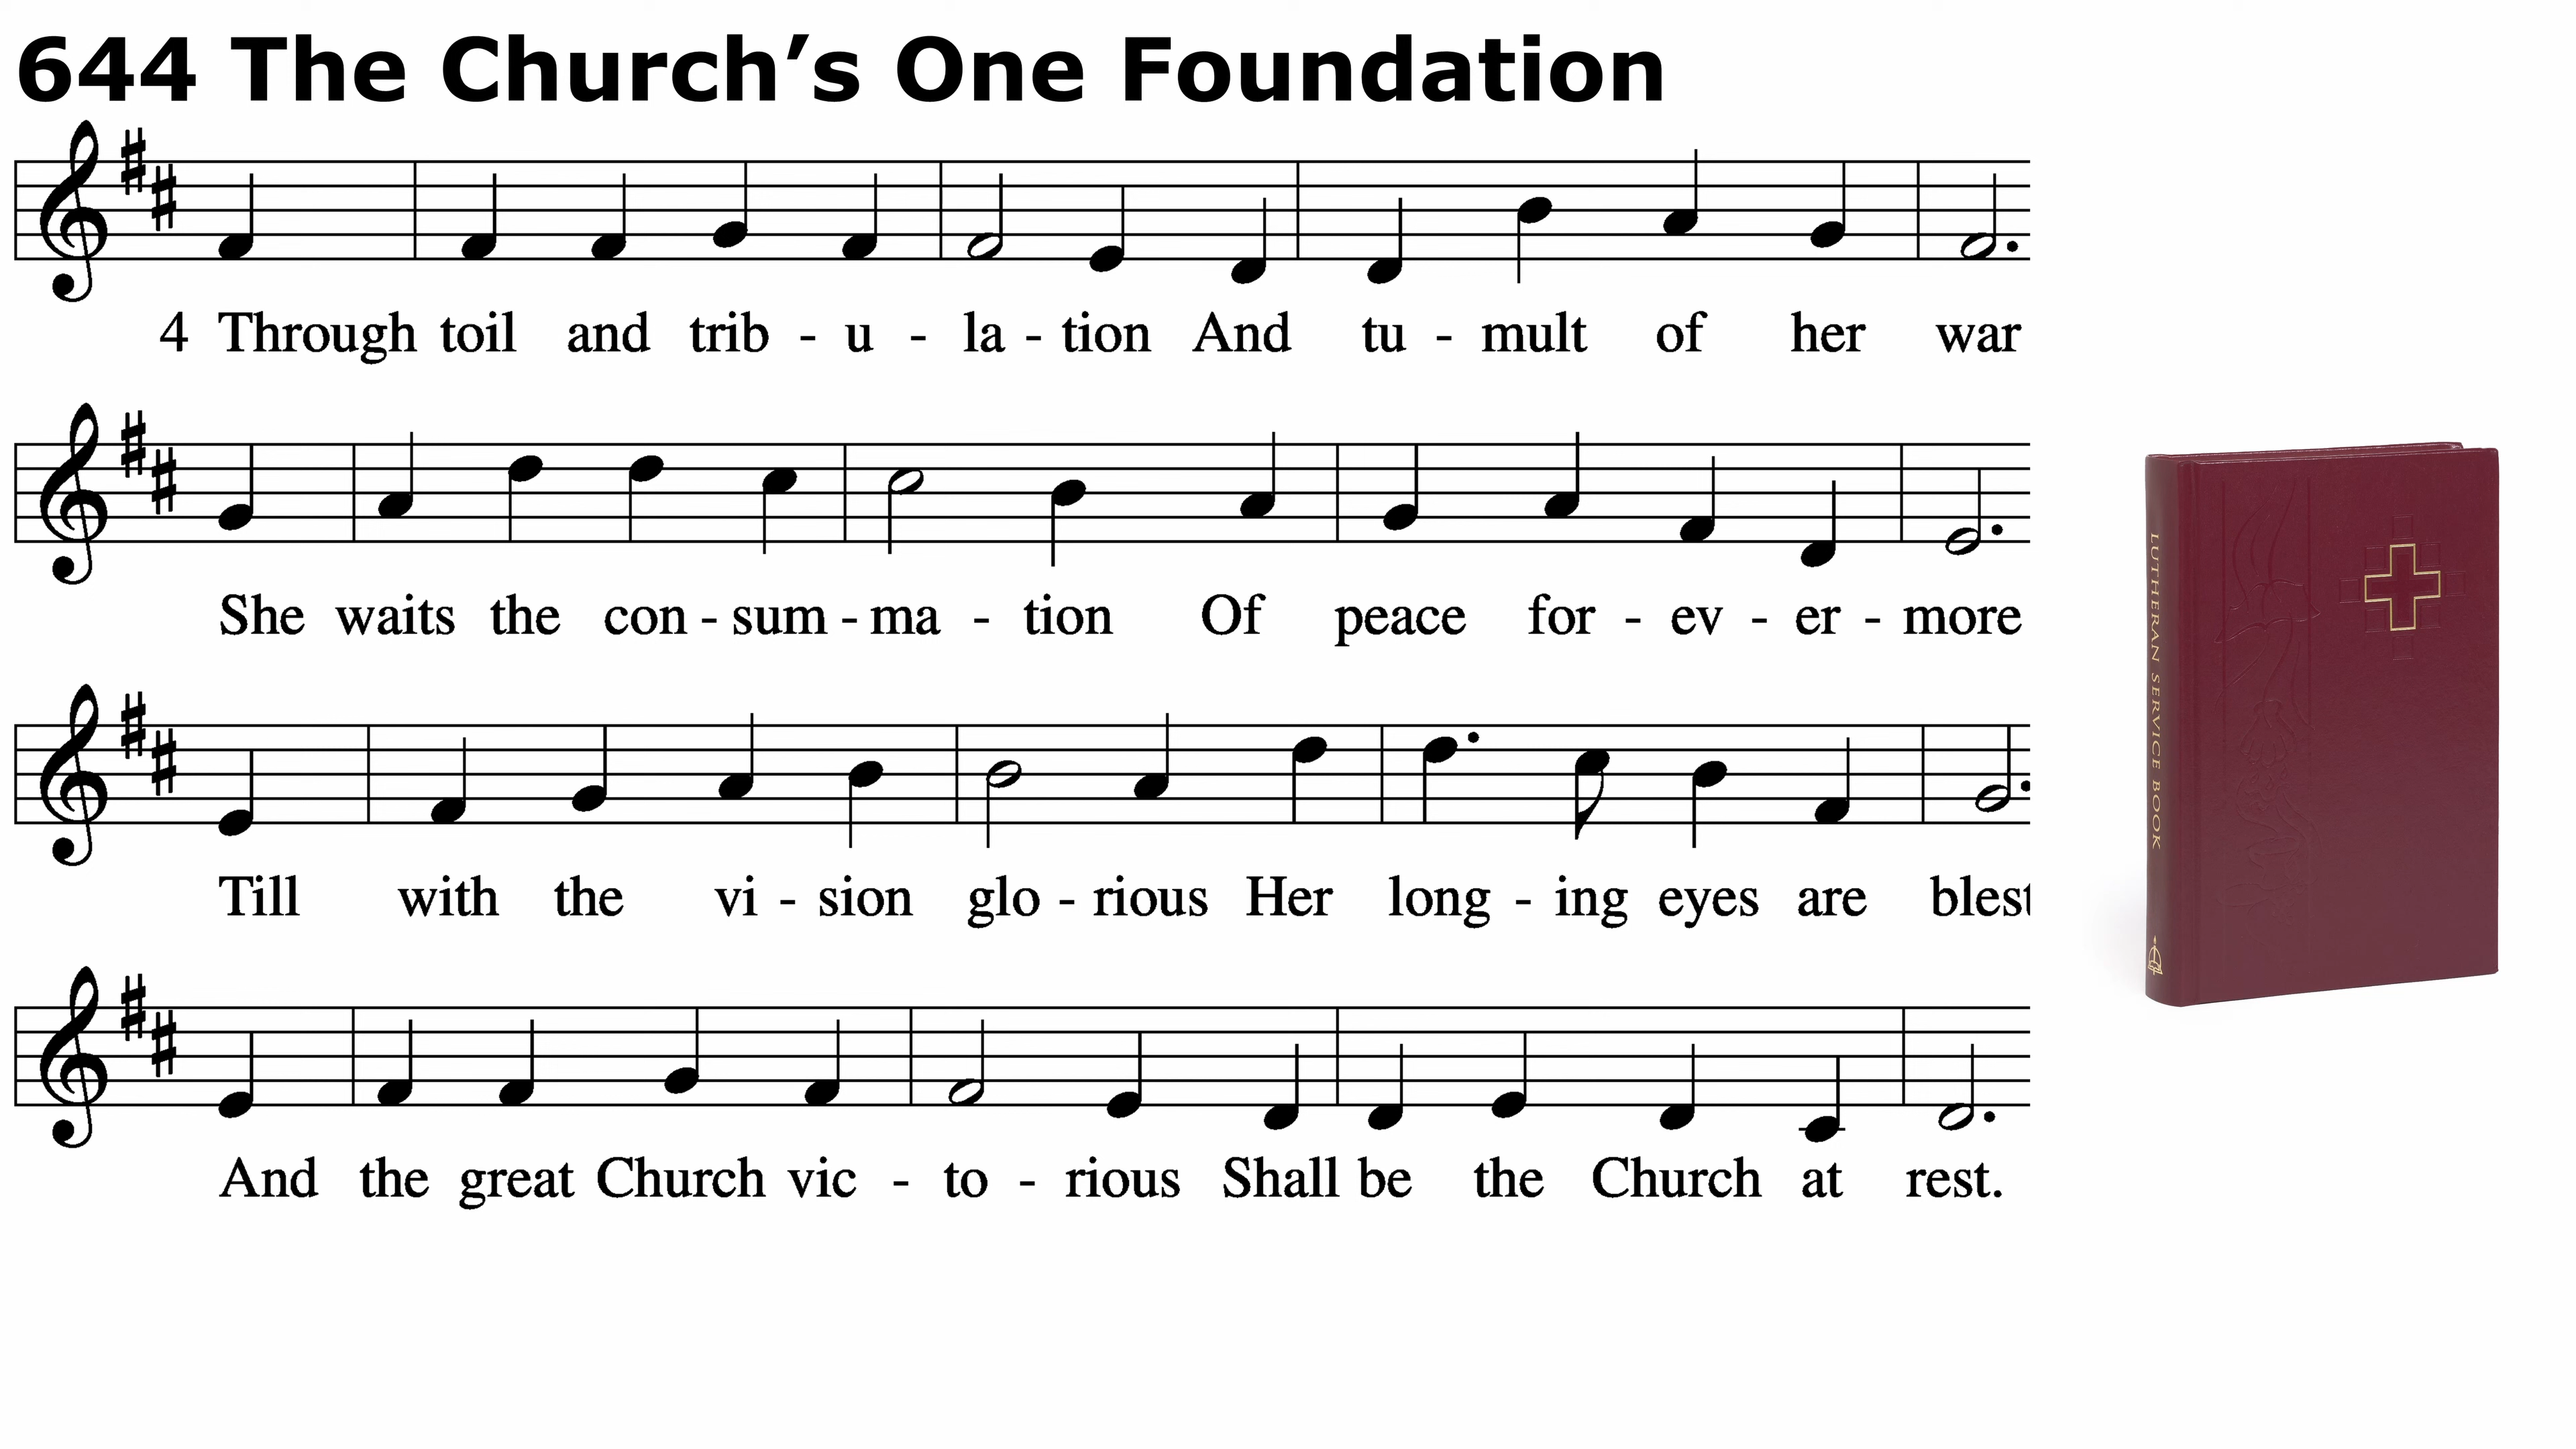 644 The Church’s One Foundation
4 Through toil and trib - u - la - tion And tu - mult of her war
She waits the con - sum - ma - tion Of peace for - ev - er - more
Till with the vi - sion glo - rious Her long - ing eyes are blest
And the great Church vic - to - rious Shall be the Church at rest.
LUTHERAN SERVICE BOOK